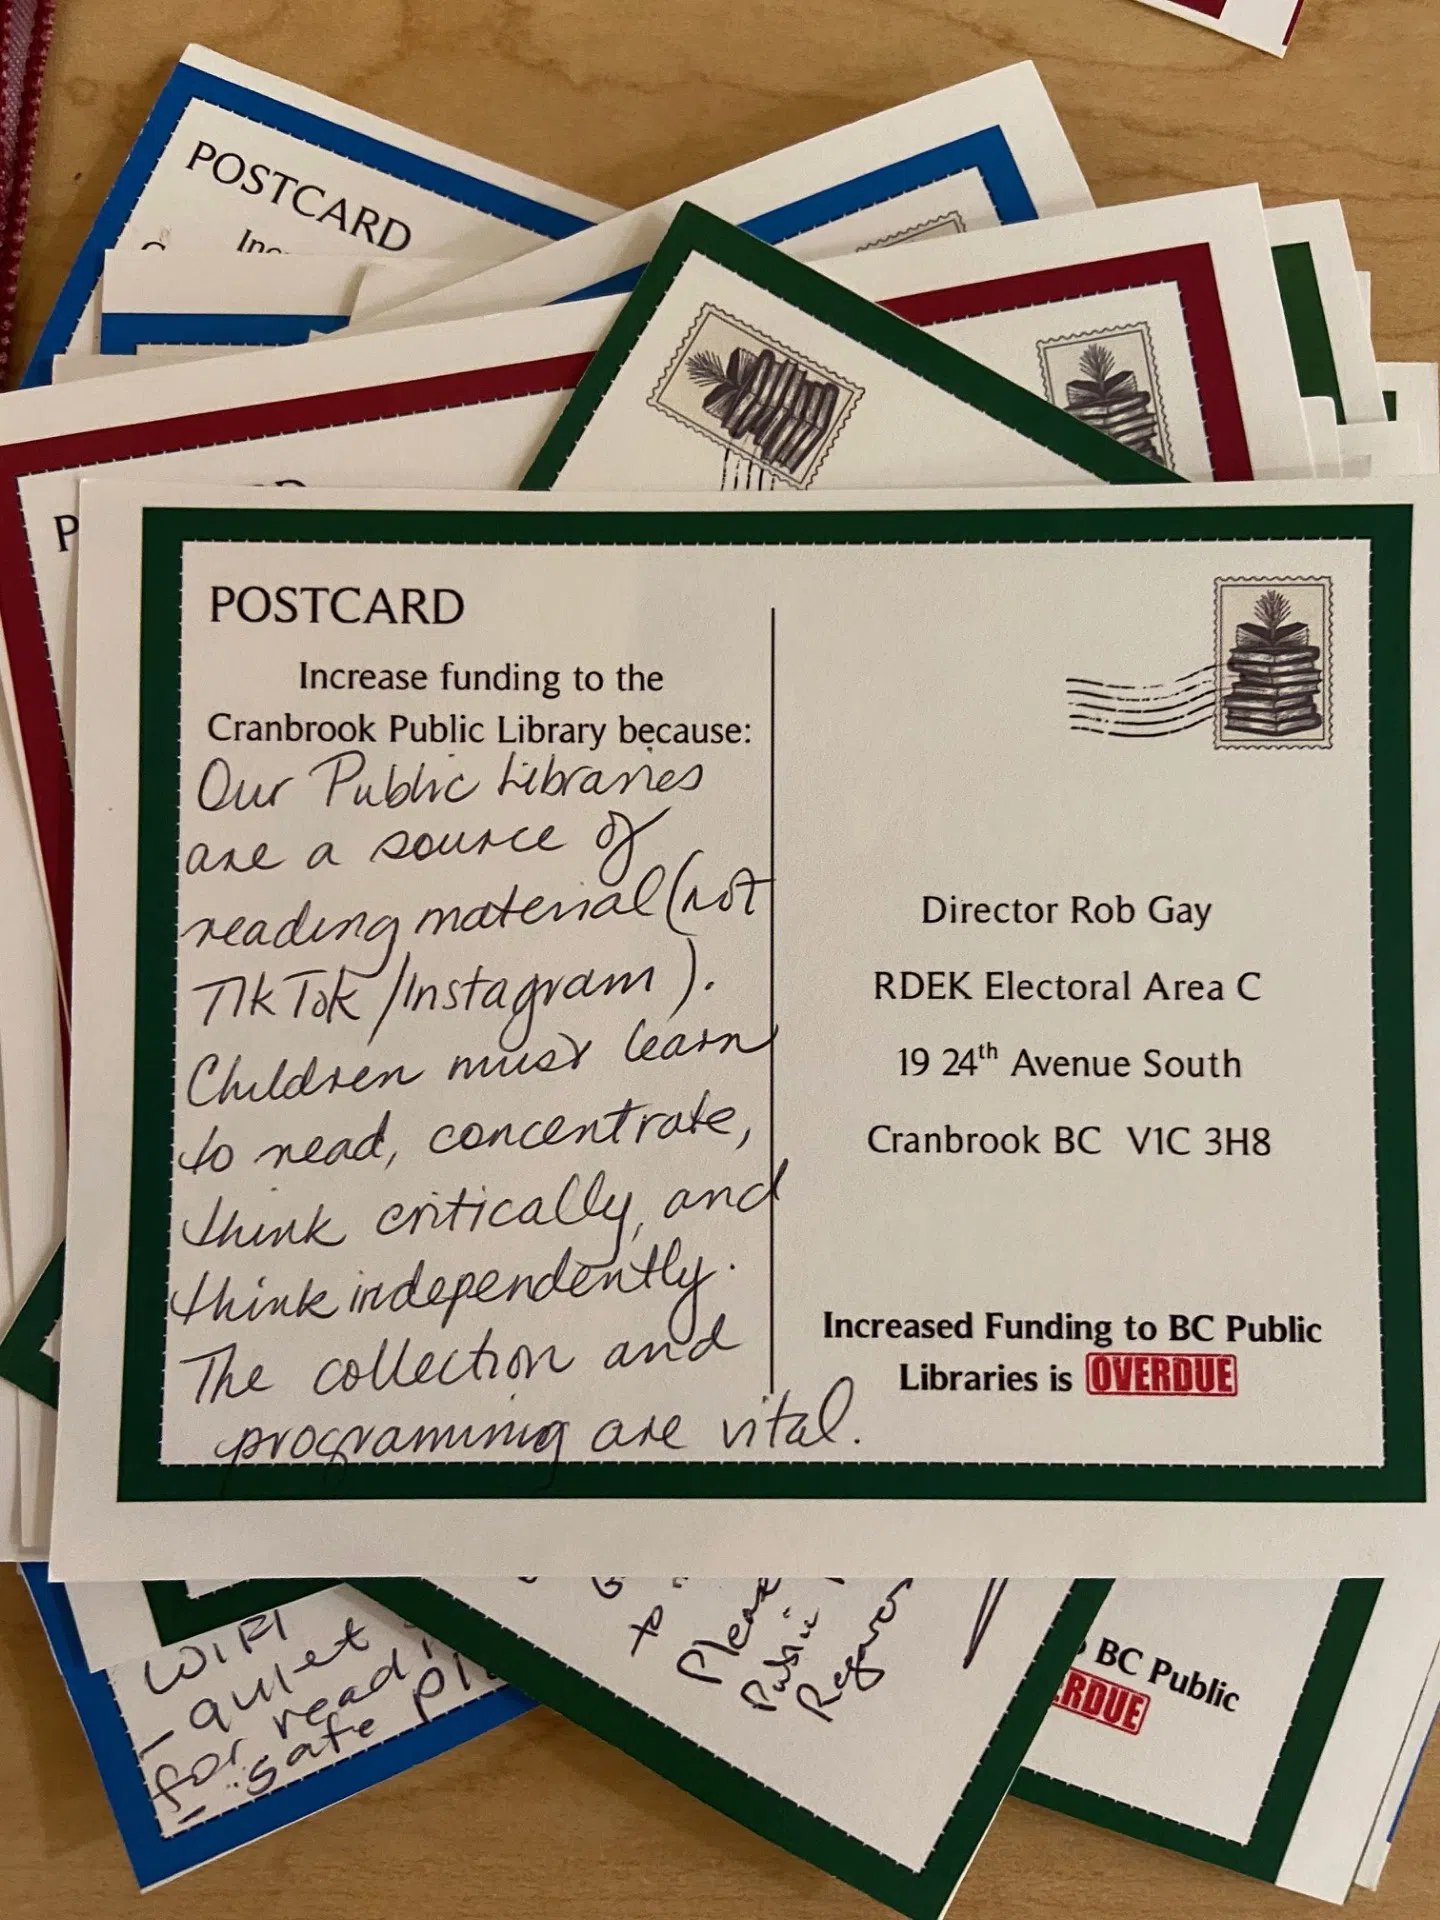 POSTCARD
POSTCARD
Increase funding to the
Cranbrook Public Library because:
Our Public Libraries
are a source of
reading material (not
TikTok/Instagram).
Children must learn
to read, concentrate,
think critically, and
think independently.
The collection and
programming are vital.
Director Rob Gay
RDEK Electoral Area C
19 24th Avenue South
Cranbrook BC V1C 3H8
Increased Funding to BC Public
Libraries is OVERDUE
WIFI
- quiet
for
- safe
to
Please
BC Public